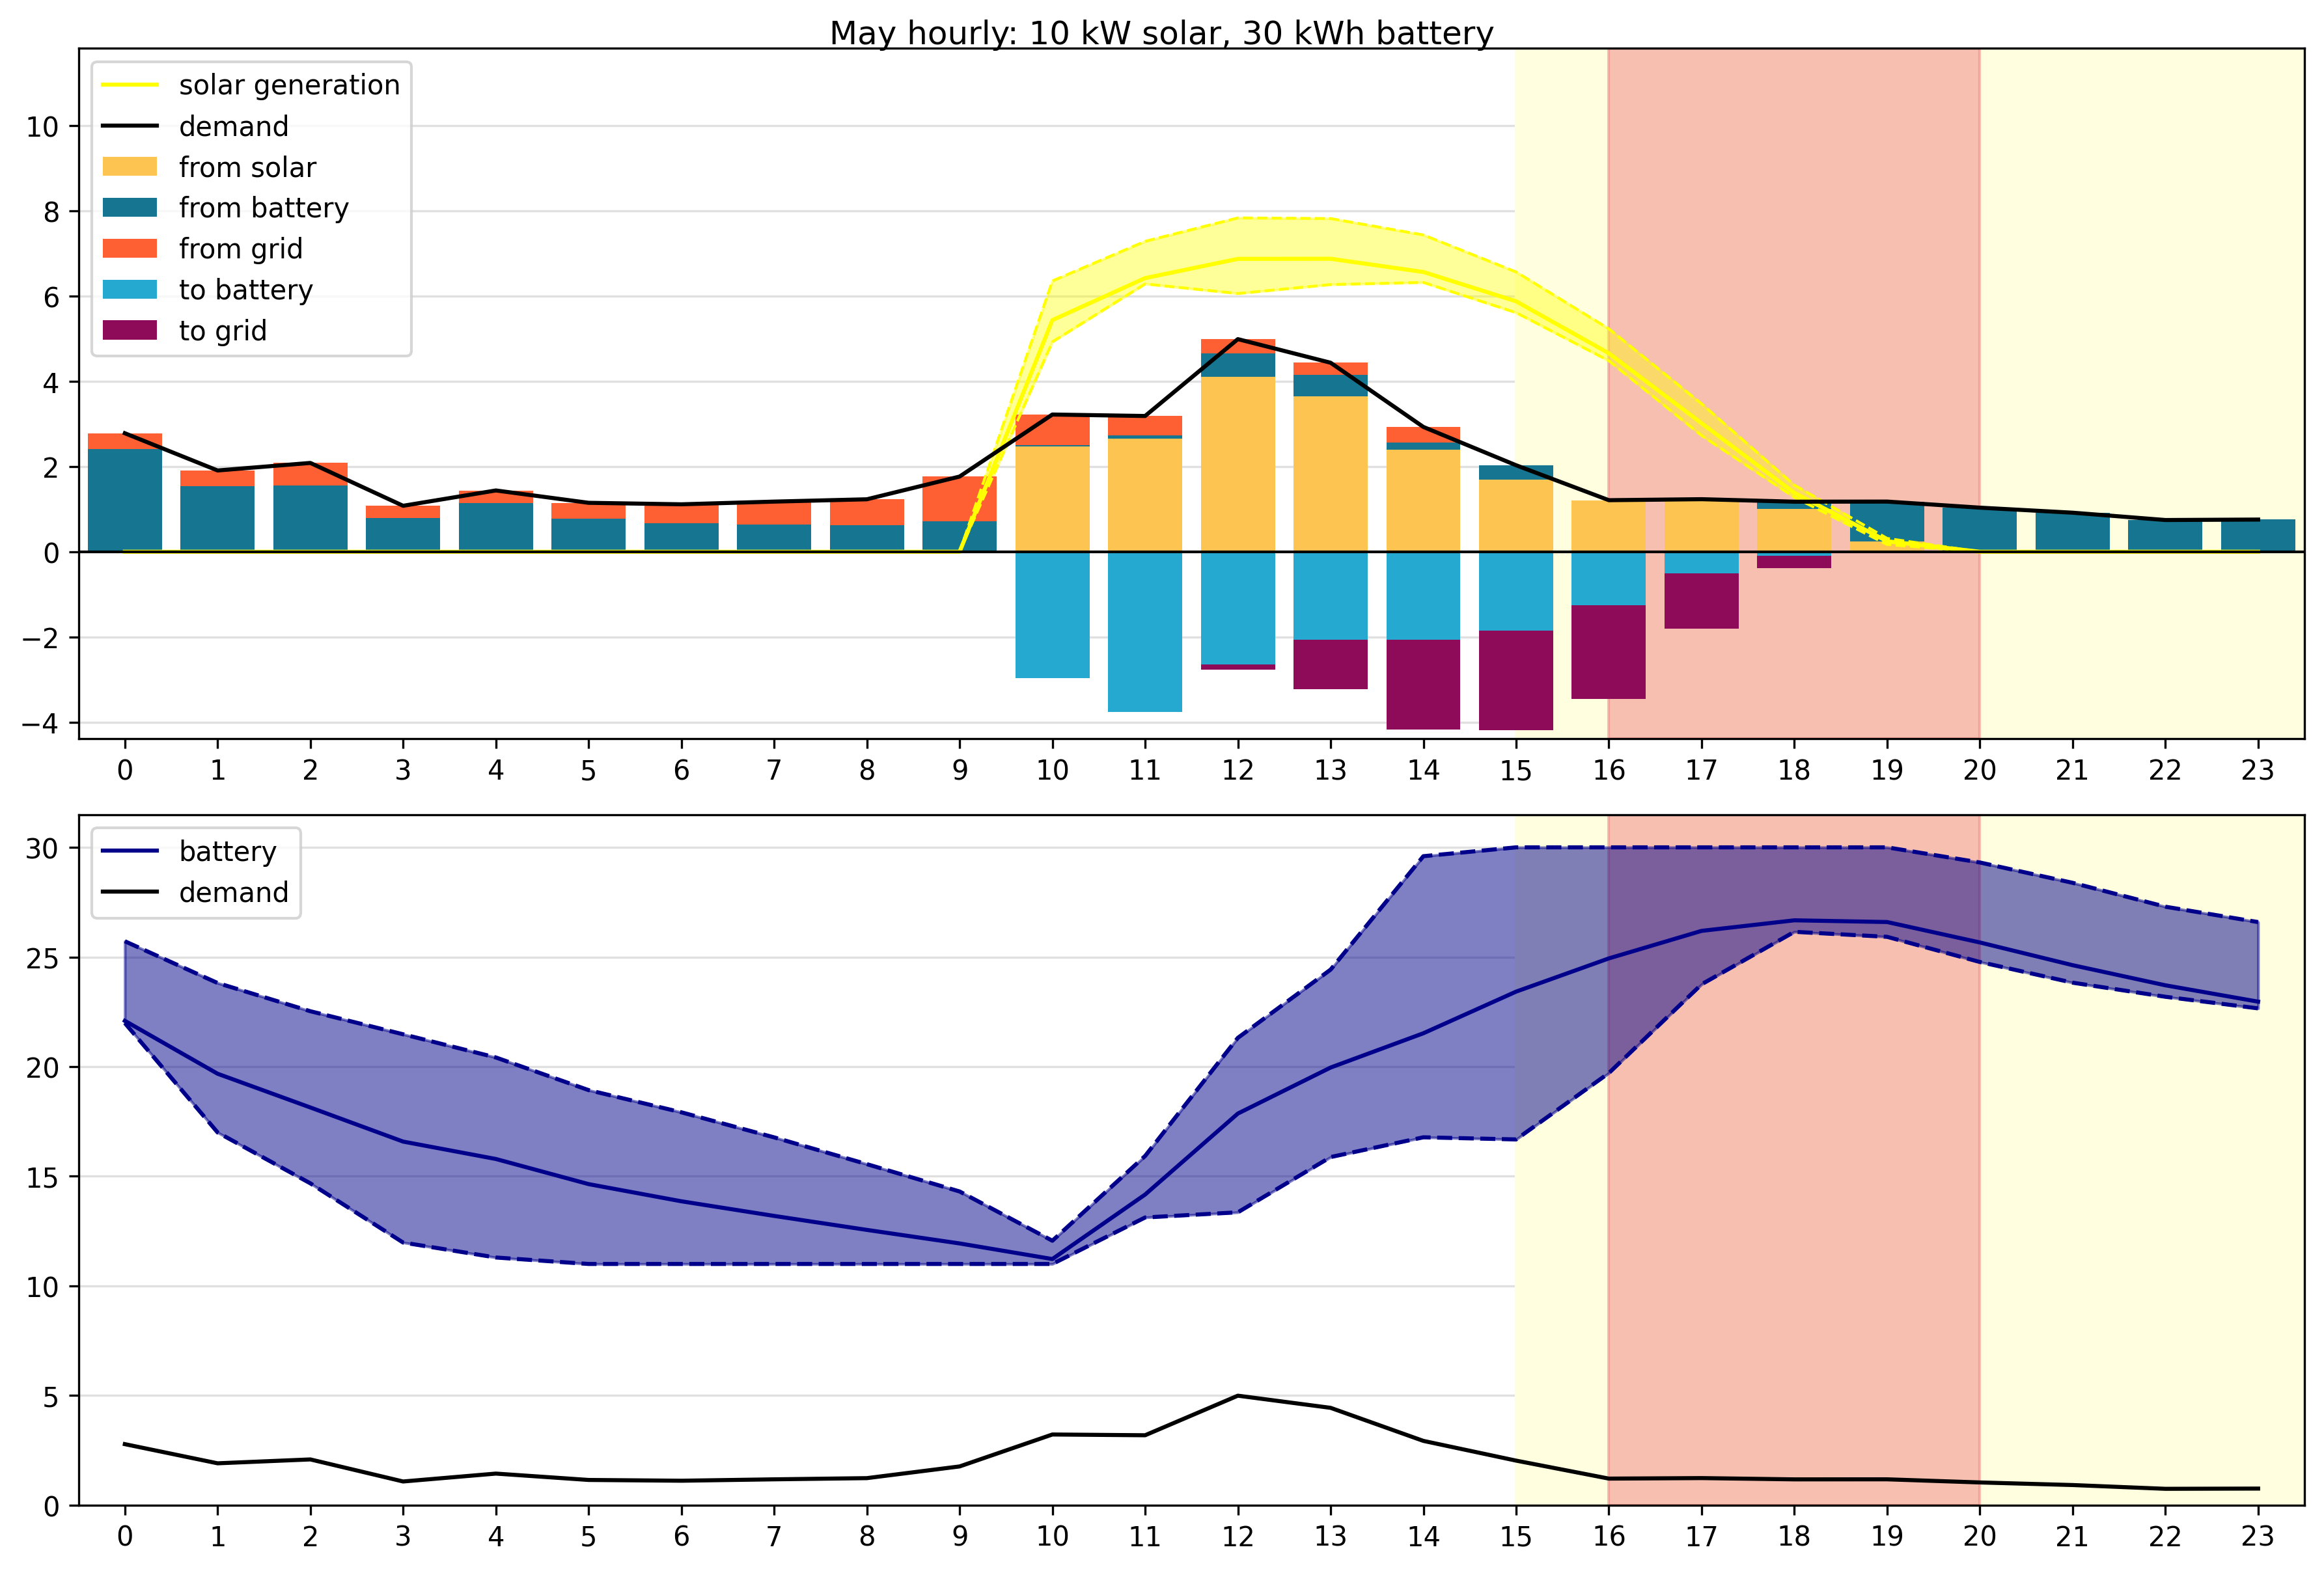 May hourly: 10 kW solar, 30 kWh battery
solar generation
demand
from solar
from battery
from grid
to battery
to grid
10
8
6
4
2
0
−2
−4
0 1 2 3 4 5 6 7 8 9 10 11 12 13 14 15 16 17 18 19 20 21 22 23
battery
demand
30
25
20
15
10
5
0
0 1 2 3 4 5 6 7 8 9 10 11 12 13 14 15 16 17 18 19 20 21 22 23